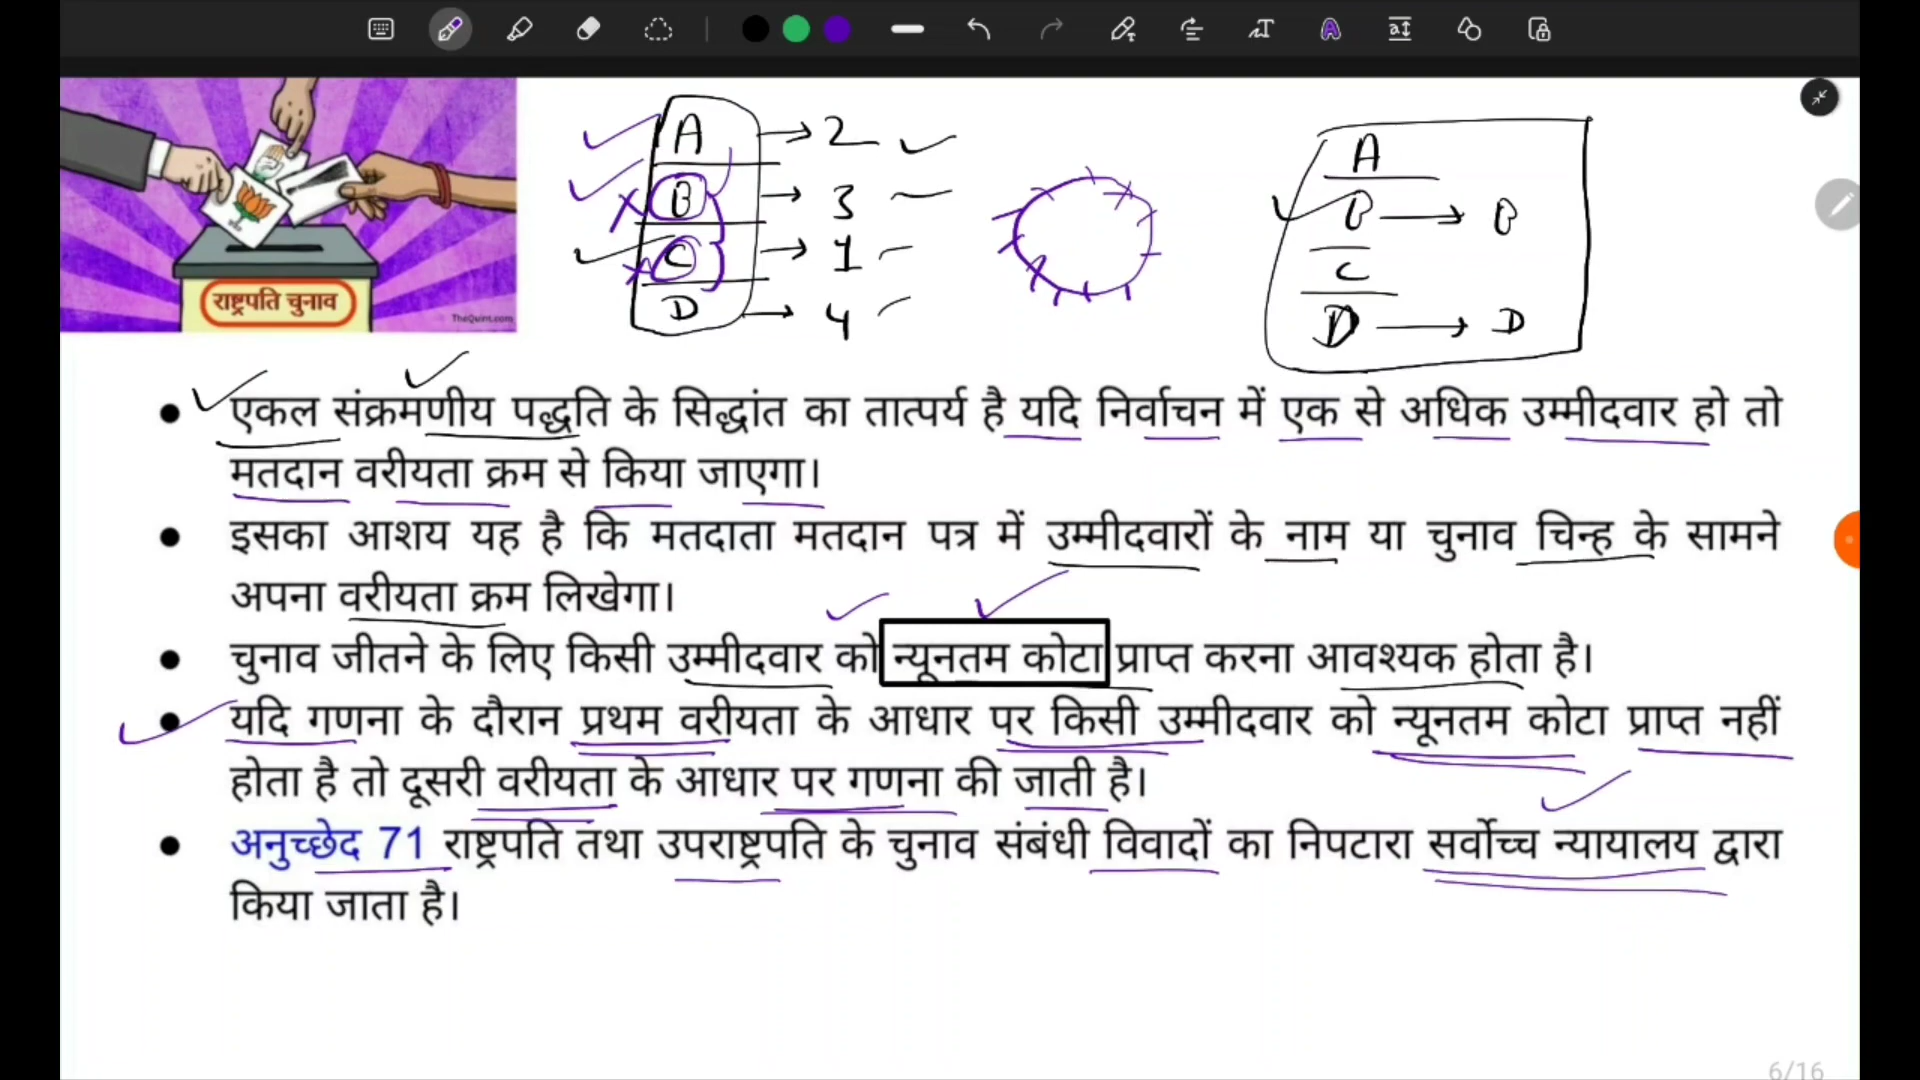 A → 2
B → 3
C → 1
D → 4
A
B → B
C
D → D
राष्ट्रपति चुनाव
TheQuint.com
● एकल संक्रमणीय पद्धति के सिद्धांत का तात्पर्य है यदि निर्वाचन में एक से अधिक उम्मीदवार हो तो
मतदान वरीयता क्रम से किया जाएगा।
● इसका आशय यह है कि मतदाता मतदान पत्र में उम्मीदवारों के नाम या चुनाव चिन्ह के सामने
अपना वरीयता क्रम लिखेगा।
● चुनाव जीतने के लिए किसी उम्मीदवार को न्यूनतम कोटा प्राप्त करना आवश्यक होता है।
● यदि गणना के दौरान प्रथम वरीयता के आधार पर किसी उम्मीदवार को न्यूनतम कोटा प्राप्त नहीं
होता है तो दूसरी वरीयता के आधार पर गणना की जाती है।
● अनुच्छेद 71 राष्ट्रपति तथा उपराष्ट्रपति के चुनाव संबंधी विवादों का निपटारा सर्वोच्च न्यायालय द्वारा
किया जाता है।
6/16